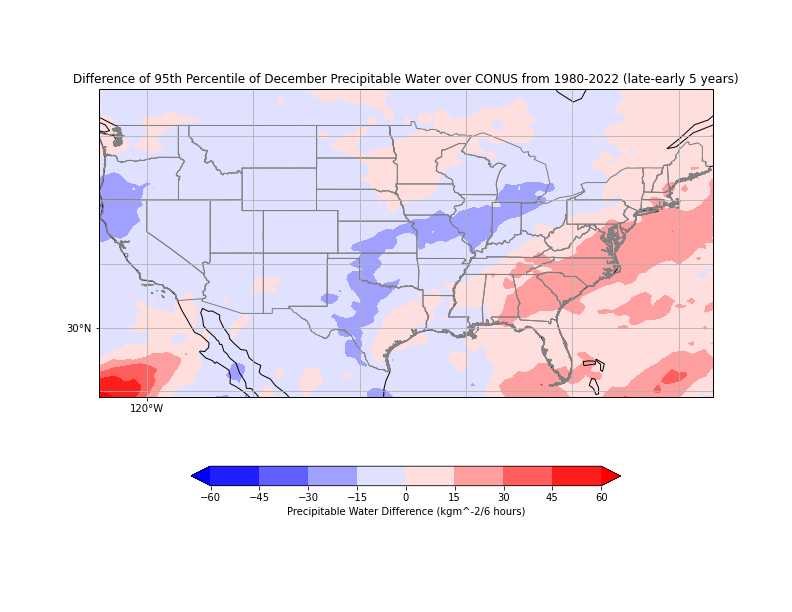 Difference of 95th Percentile of December Precipitable Water over CONUS from 1980-2022 (late-early 5 years)
30°N
120°W
−60 −45 −30 −15 0 15 30 45 60
Precipitable Water Difference (kgm^-2/6 hours)